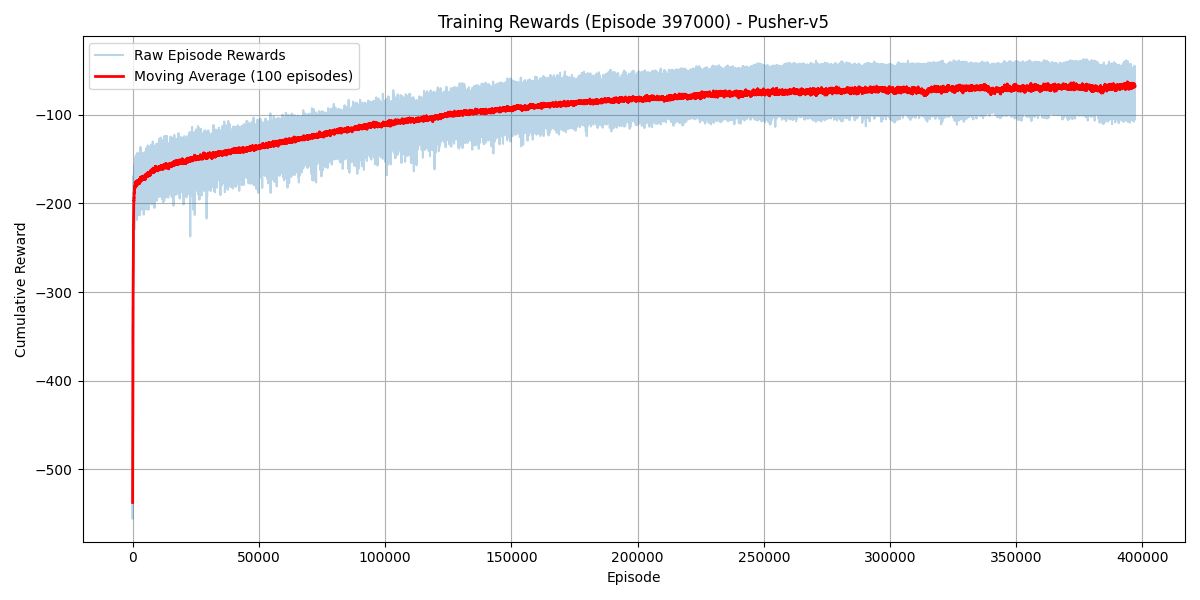 Training Rewards (Episode 397000) - Pusher-v5
Raw Episode Rewards
Moving Average (100 episodes)
Cumulative Reward
−100
−200
−300
−400
−500
0
50000
100000
150000
200000
250000
300000
350000
400000
Episode